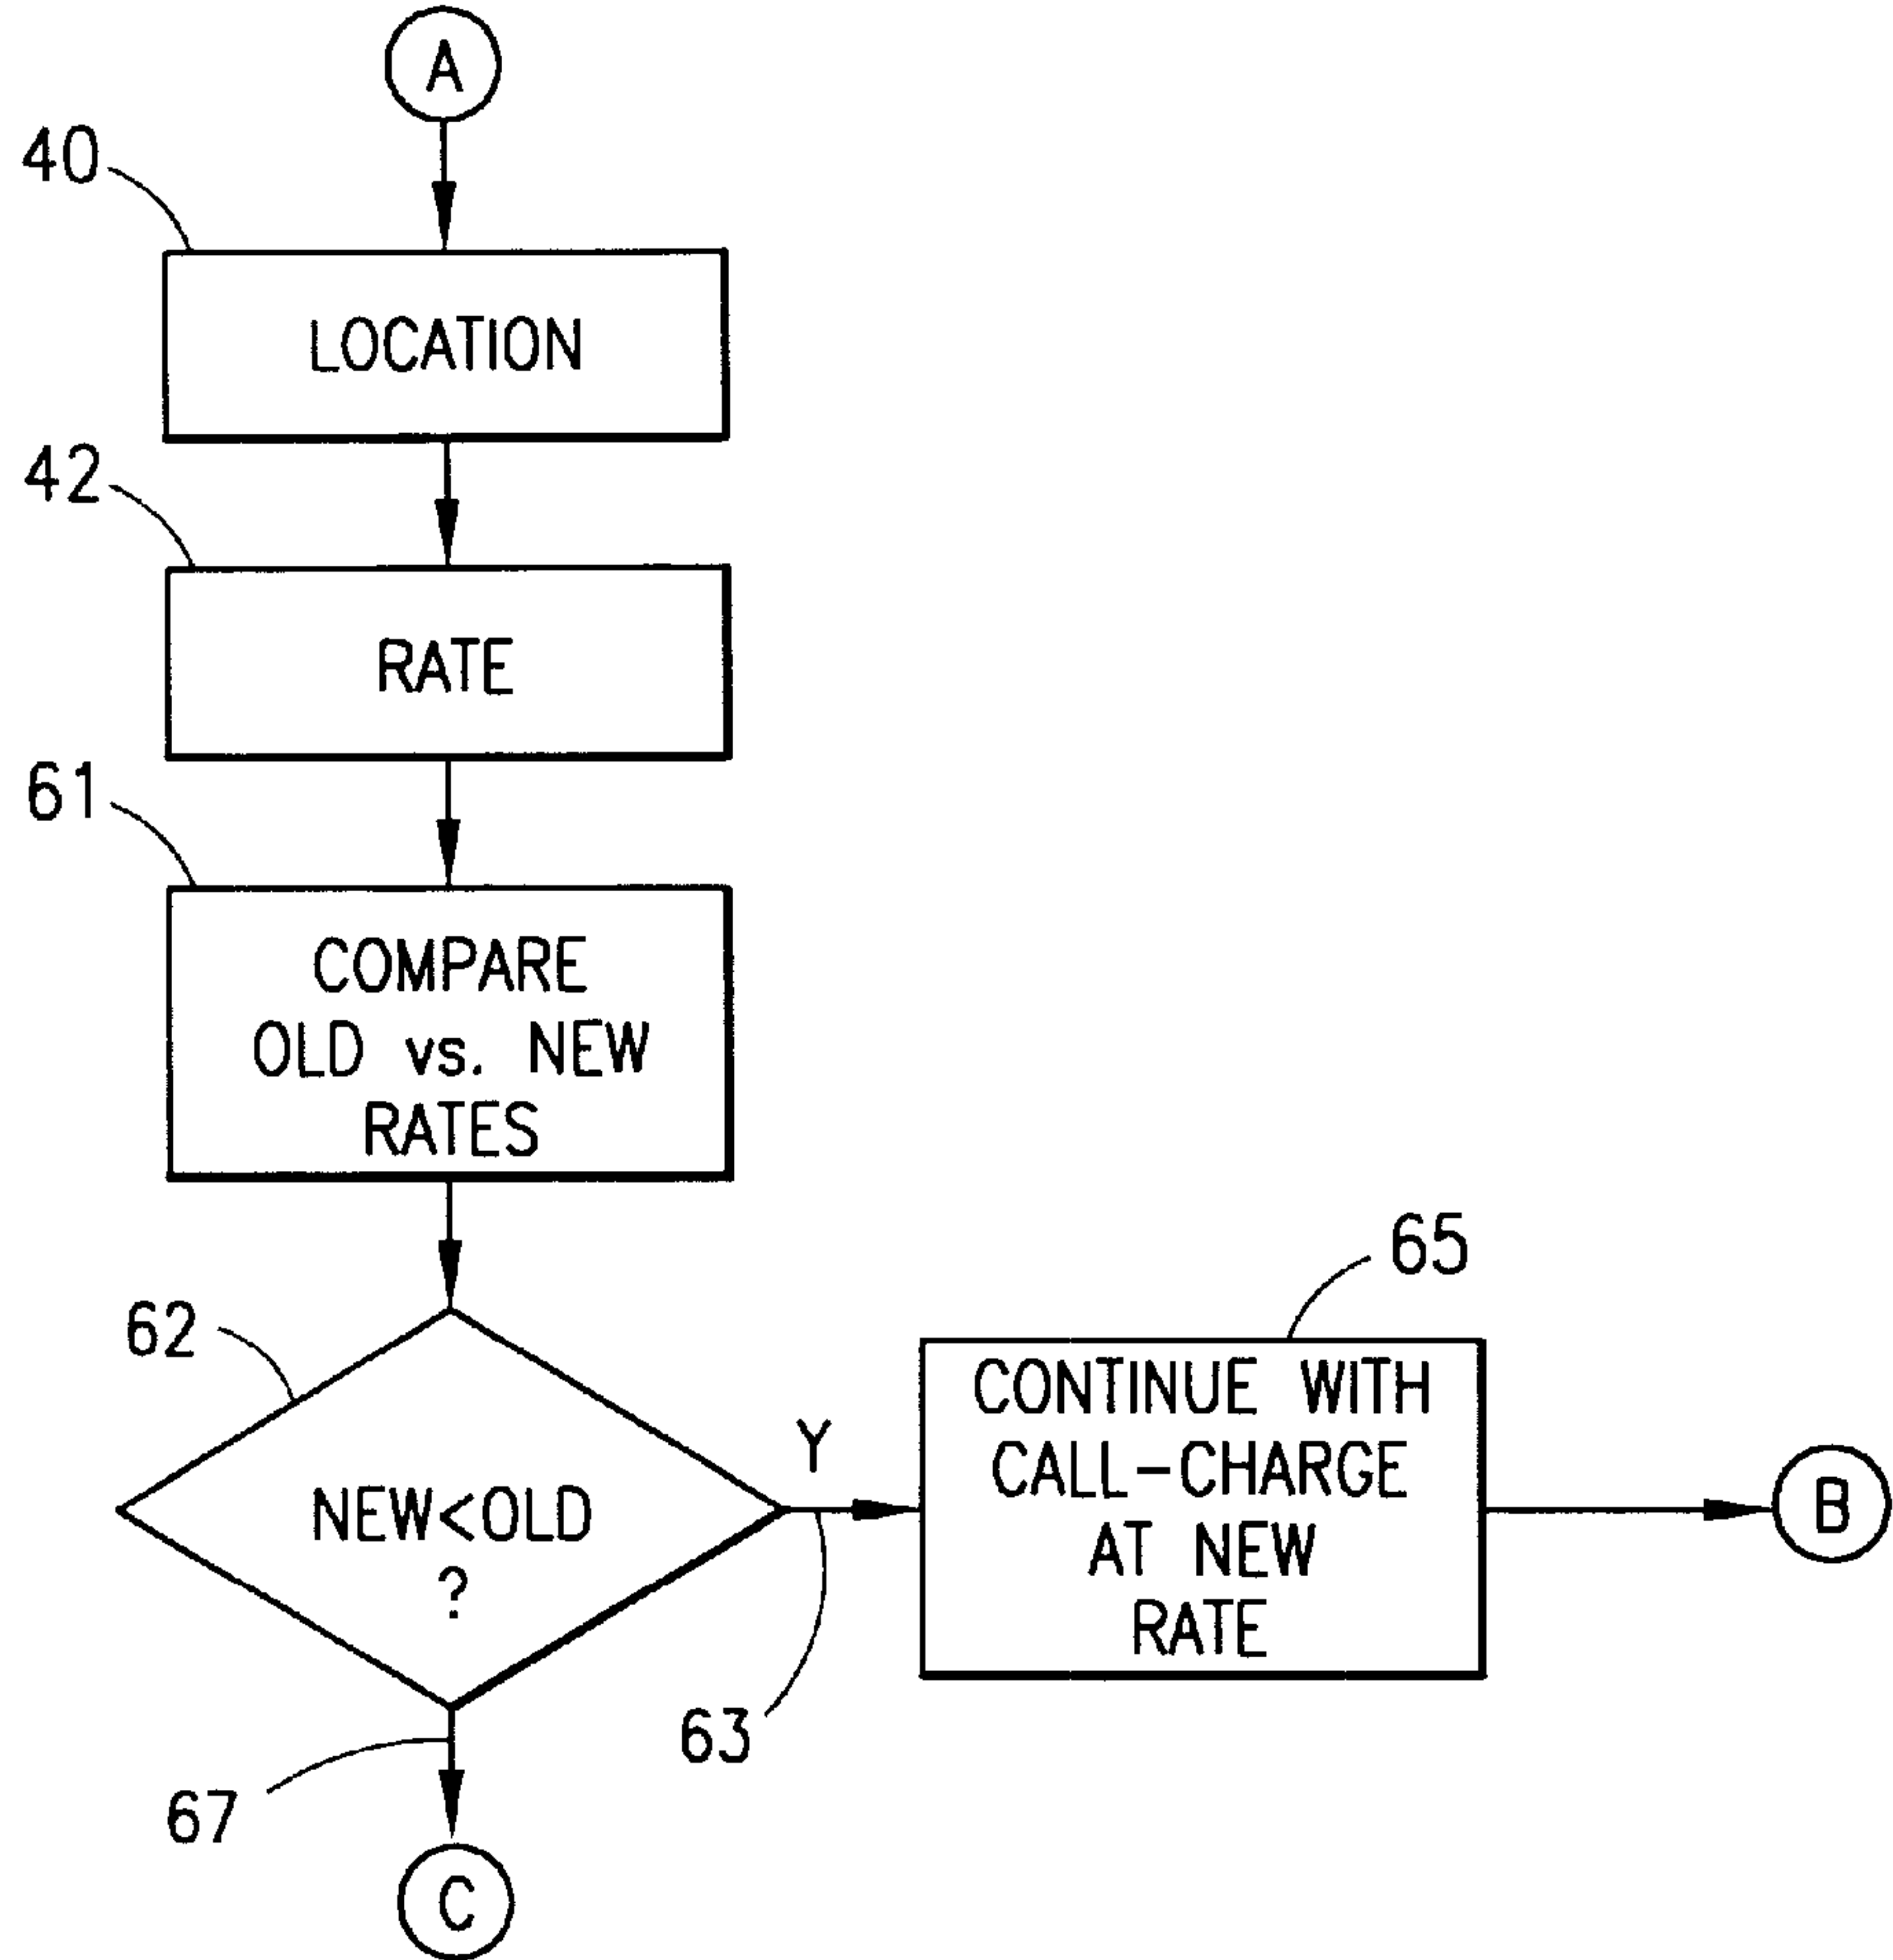 A
40
LOCATION
42
RATE
61
COMPARE
OLD vs. NEW
RATES
62
NEW<OLD
?
Y
63
65
CONTINUE WITH
CALL-CHARGE
AT NEW
RATE
B
67
C